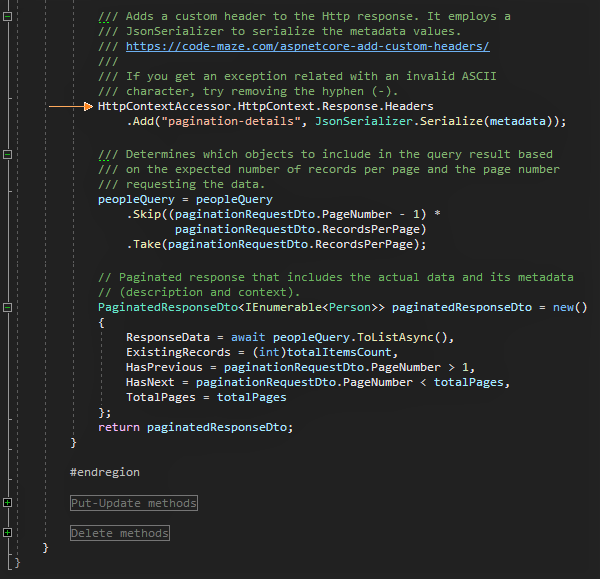 /// Adds a custom header to the Http response. It employs a
/// JsonSerializer to serialize the metadata values.
/// https://code-maze.com/aspnetcore-add-custom-headers/
///
/// If you get an exception related with an invalid ASCII
/// character, try removing the hyphen (-).
HttpContextAccessor.HttpContext.Response.Headers
.Add("pagination-details", JsonSerializer.Serialize(metadata));
/// Determines which objects to include in the query result based
/// on the expected number of records per page and the page number
/// requesting the data.
peopleQuery = peopleQuery
.Skip((paginationRequestDto.PageNumber - 1) *
paginationRequestDto.RecordsPerPage)
.Take(paginationRequestDto.RecordsPerPage);
// Paginated response that includes the actual data and its metadata
// (description and context).
PaginatedResponseDto<IEnumerable<Person>> paginatedResponseDto = new()
{
ResponseData = await peopleQuery.ToListAsync(),
ExistingRecords = (int)totalItemsCount,
HasPrevious = paginationRequestDto.PageNumber > 1,
HasNext = paginationRequestDto.PageNumber < totalPages,
TotalPages = totalPages
};
return paginatedResponseDto;
}
#endregion
Put-Update methods
Delete methods
}
}